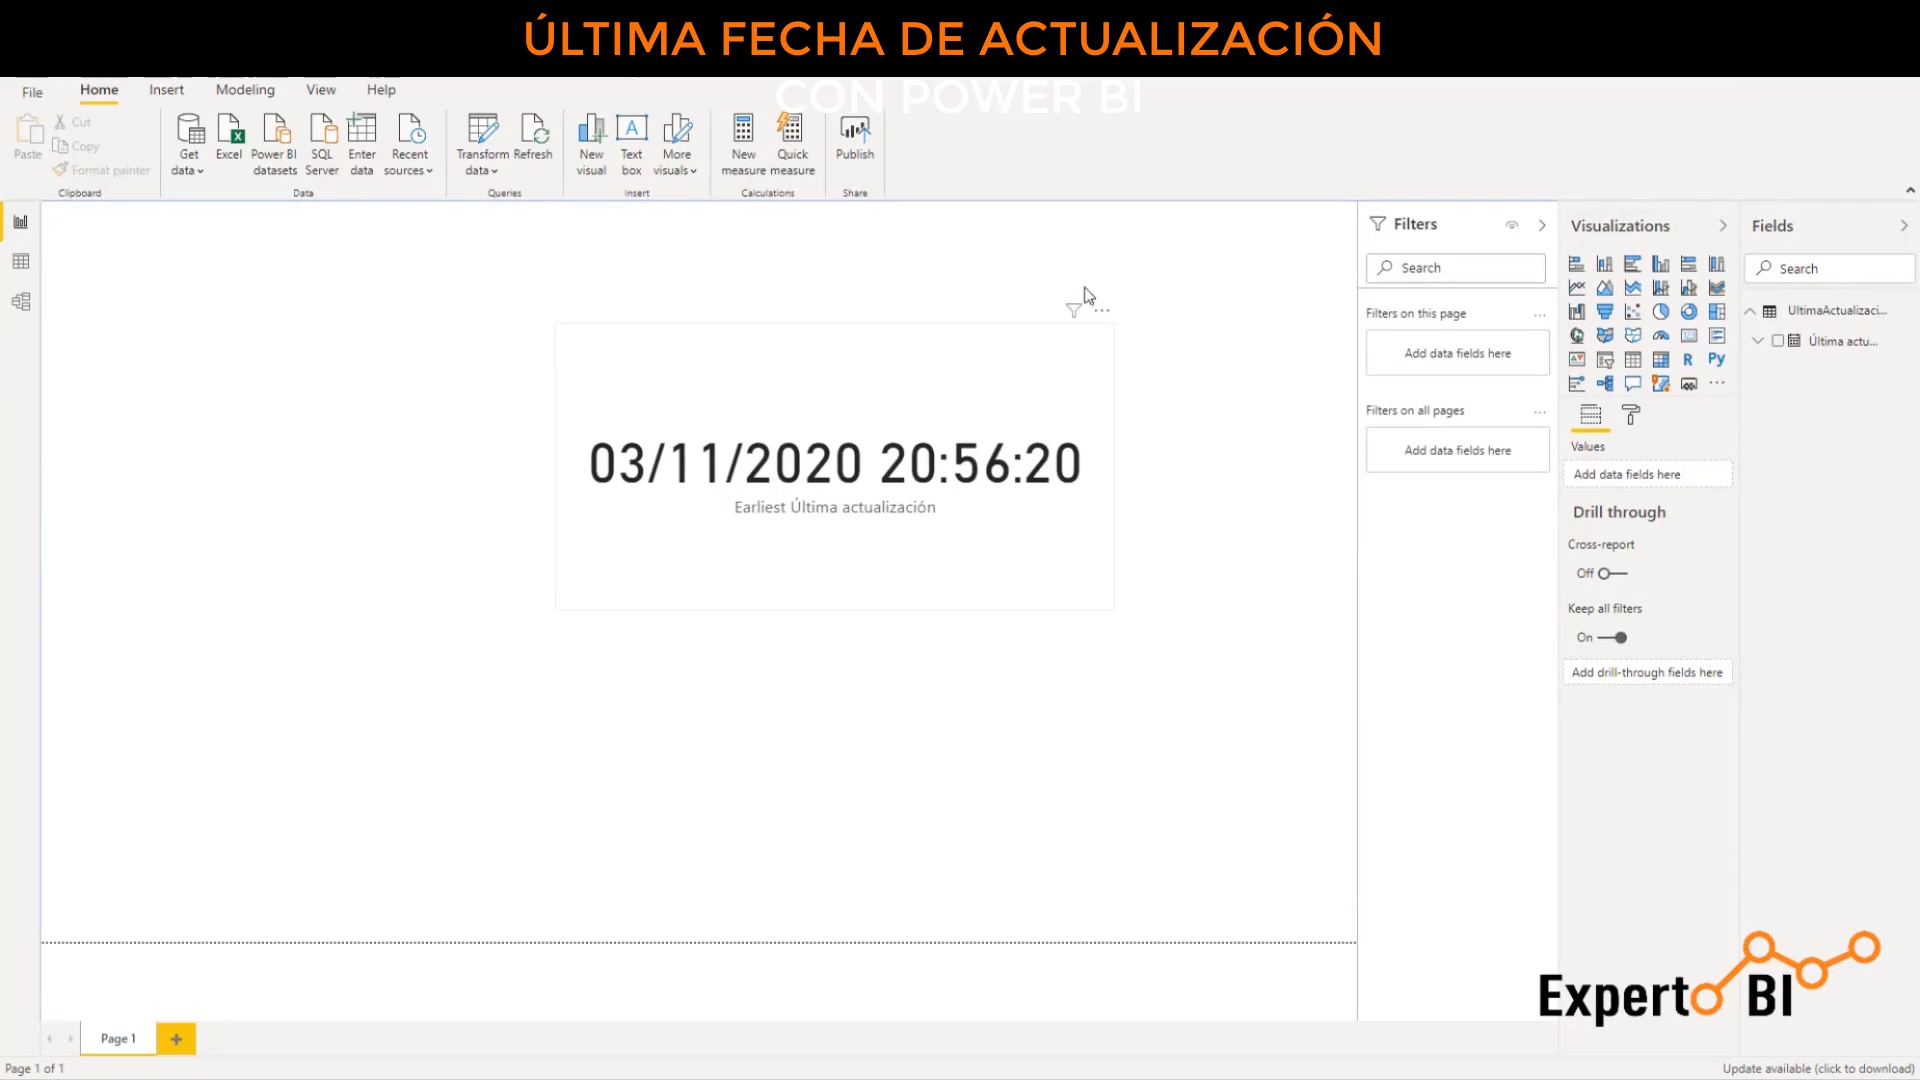 ÚLTIMA FECHA DE ACTUALIZACIÓN
CON POWER BI
File
Home
Insert
Modeling
View
Help
Paste
Cut
Copy
Format painter
Clipboard
Get data
Excel
Power BI datasets
SQL Server
Enter data
Recent sources
Data
Transform data
Refresh
Queries
New visual
Text box
More visuals
Insert
New measure
Quick measure
Calculations
Publish
Share
03/11/2020 20:56:20
Earliest Última actualización
Filters
Search
Filters on this page
...
Add data fields here
Filters on all pages
...
Add data fields here
Visualizations
R
Py
...
Values
Add data fields here
Drill through
Cross-report
Off
Keep all filters
On
Add drill-through fields here
Fields
Search
UltimaActualizaci...
Última actu...
Experto BI
Page 1
+
Page 1 of 1
Update available (click to download)